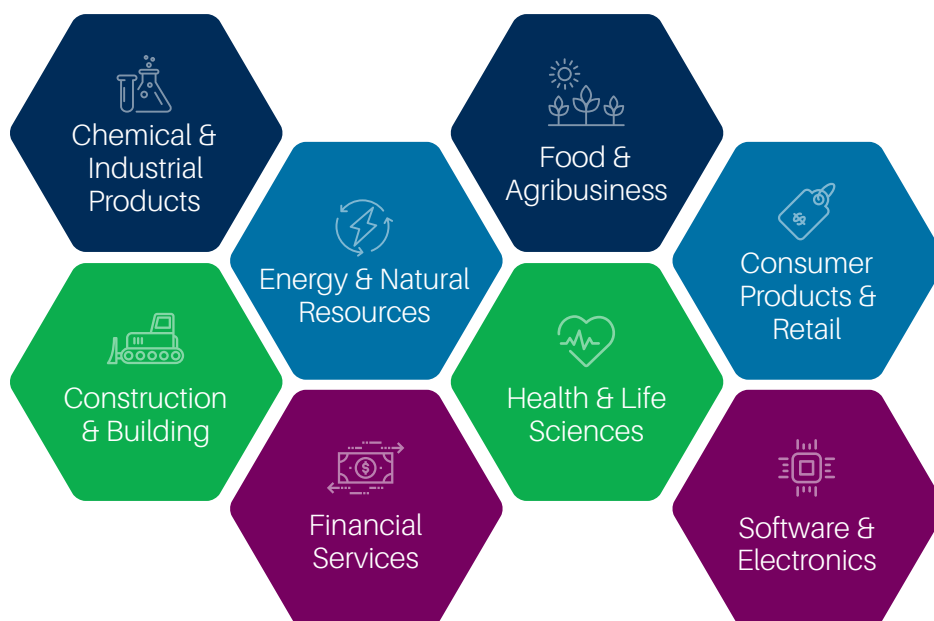 Chemical &
Industrial
Products
Food &
Agribusiness
Energy & Natural
Resources
Consumer
Products &
Retail
Construction
& Building
Health & Life
Sciences
Financial
Services
Software &
Electronics